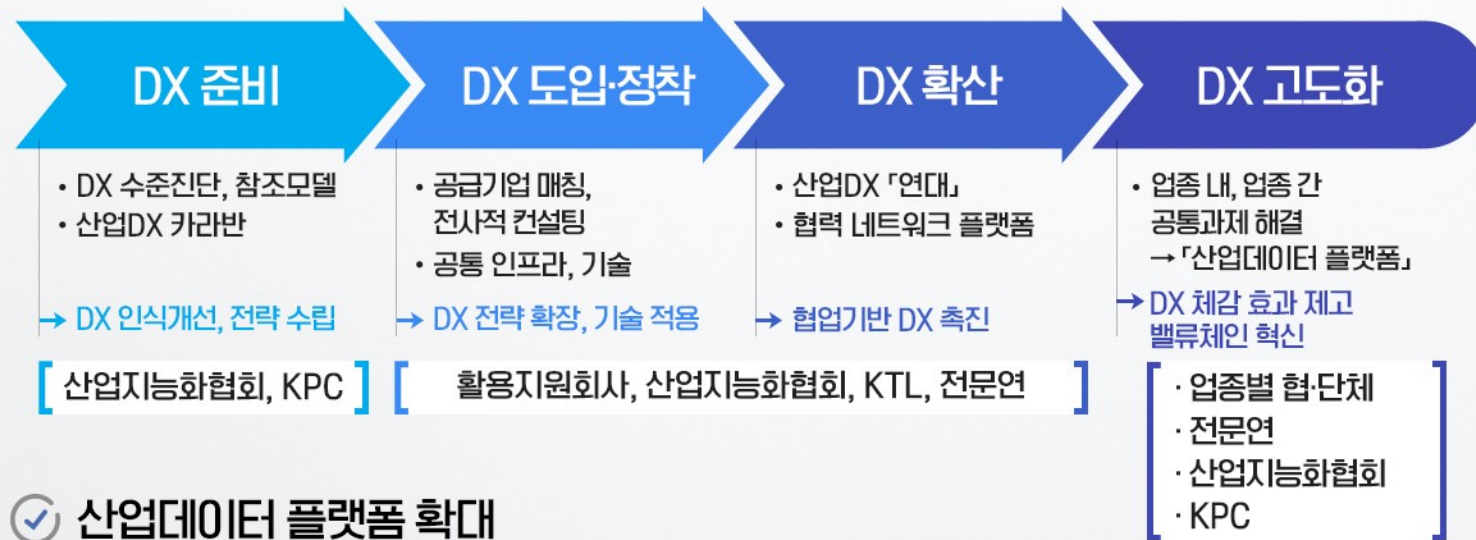 DX 준비
DX 도입·정착
DX 확산
DX 고도화
• DX 수준진단, 참조모델
• 산업DX 카라반
→ DX 인식개선, 전략 수립
• 공급기업 매칭,
전사적 컨설팅
• 공통 인프라, 기술
→ DX 전략 확장, 기술 적용
• 산업DX 「연대」
• 협력 네트워크 플랫폼
→ 협업기반 DX 촉진
• 업종 내, 업종 간
공통과제 해결
→ 「산업데이터 플랫폼」
→ DX 체감 효과 제고
밸류체인 혁신
[ 산업지능화협회, KPC ]
[ 활용지원회사, 산업지능화협회, KTL, 전문연 ]
· 업종별 협·단체
· 전문연
· 산업지능화협회
· KPC
산업데이터 플랫폼 확대